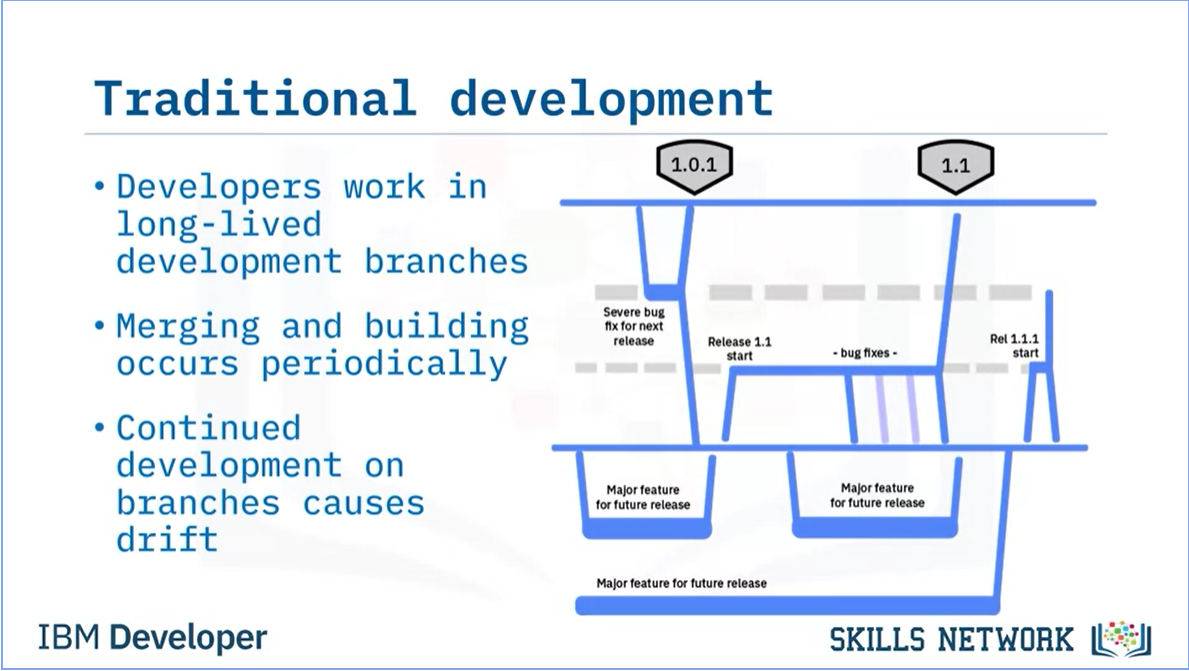 Traditional development
• Developers work in
long-lived
development branches
• Merging and building
occurs periodically
• Continued
development on
branches causes
drift
1.0.1
1.1
Severe bug
fix for next
release
Release 1.1
start
- bug fixes -
Rel 1.1.1
start
Major feature
for future release
Major feature
for future release
Major feature for future release
IBM Developer
SKILLS NETWORK